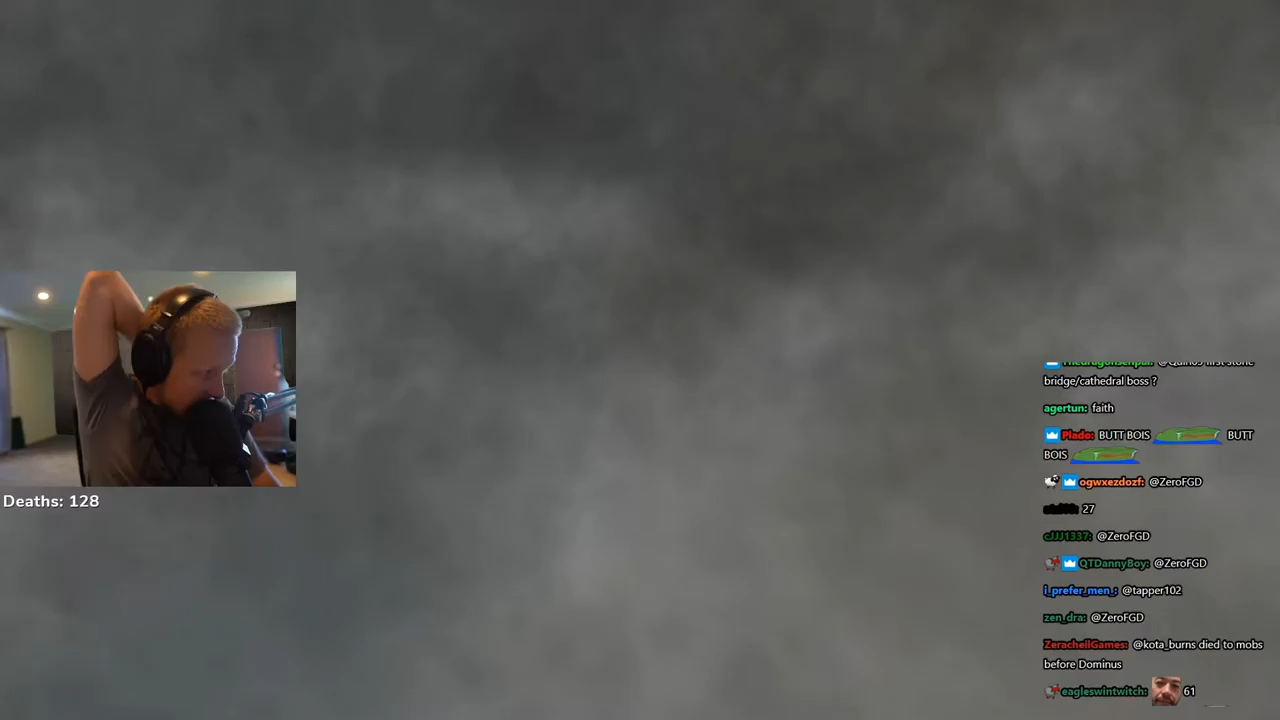 Deaths: 128
bridge/cathedral boss ?
agertun: faith
Plado: BUTT BOIS BUTT
BOIS
ogwxezdozf: @ZeroFGD
27
cJJJ1337: @ZeroFGD
QTDannyBoy: @ZeroFGD
i_prefer_men_: @tapper102
zen_dra: @ZeroFGD
ZeracheilGames: @kota_burns died to mobs
before Dominus
eagleswintwitch: 61